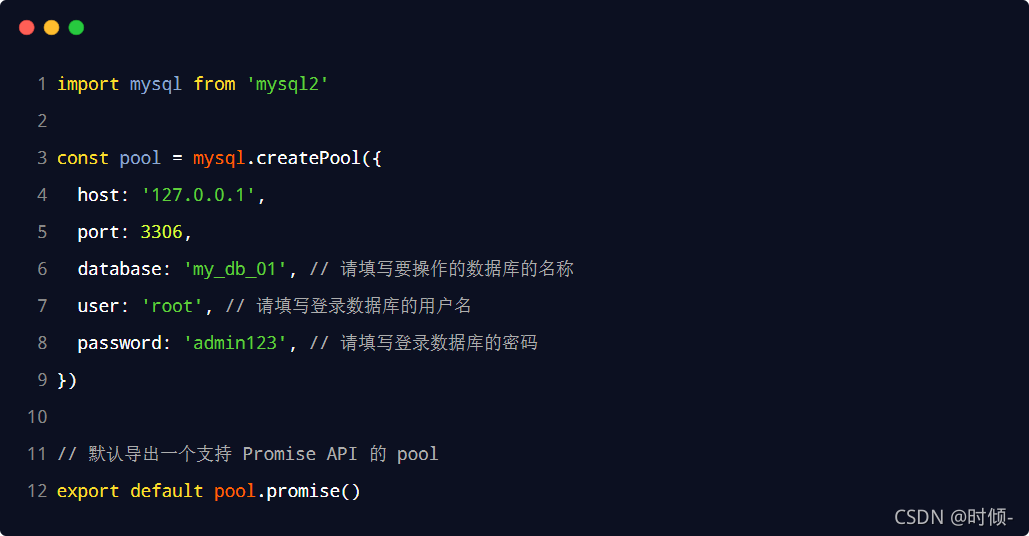 1 import mysql from 'mysql2'
2
3 const pool = mysql.createPool({
4   host: '127.0.0.1',
5   port: 3306,
6   database: 'my_db_01', // 请填写要操作的数据库的名称
7   user: 'root', // 请填写登录数据库的用户名
8   password: 'admin123', // 请填写登录数据库的密码
9 })
10
11 // 默认导出一个支持 Promise API 的 pool
12 export default pool.promise()
CSDN @时倾-